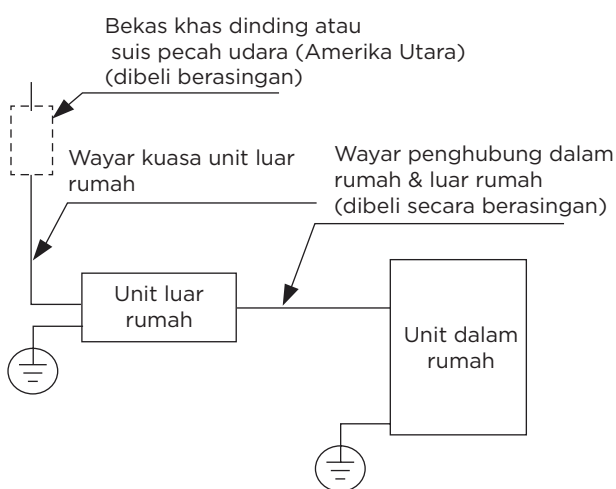 Bekas khas dinding atau
suis pecah udara (Amerika Utara)
(dibeli berasingan)
Wayar kuasa unit luar
rumah
Wayar penghubung dalam
rumah & luar rumah
(dibeli secara berasingan)
Unit luar
rumah
Unit dalam
rumah